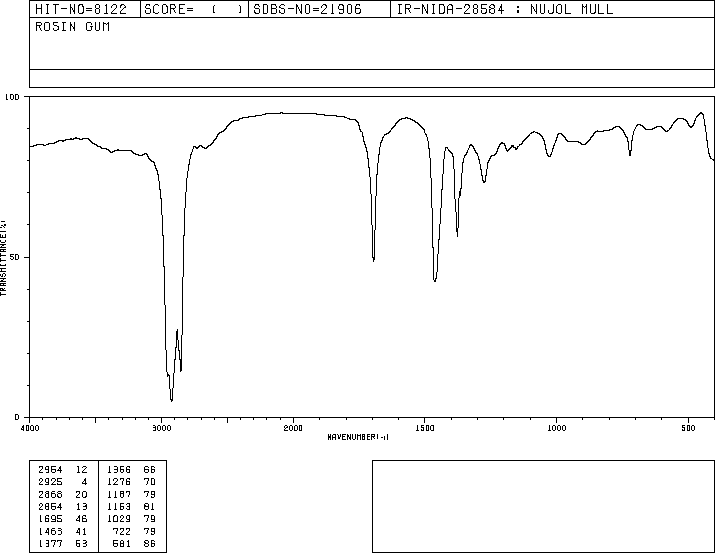 HIT-NO=8122 SCORE= ( ) SDBS-NO=21906 IR-NIDA-28584 : NUJOL MULL
ROSIN GUM
100
TRANSMITTANCE(%)
50
0
4000 3000 2000 1500 1000 500
WAVENUMBER(-1)
2954 12 1366 66
2925 4 1276 70
2868 20 1187 79
2854 13 1153 81
1695 46 1029 79
1463 41 722 79
1377 53 581 86